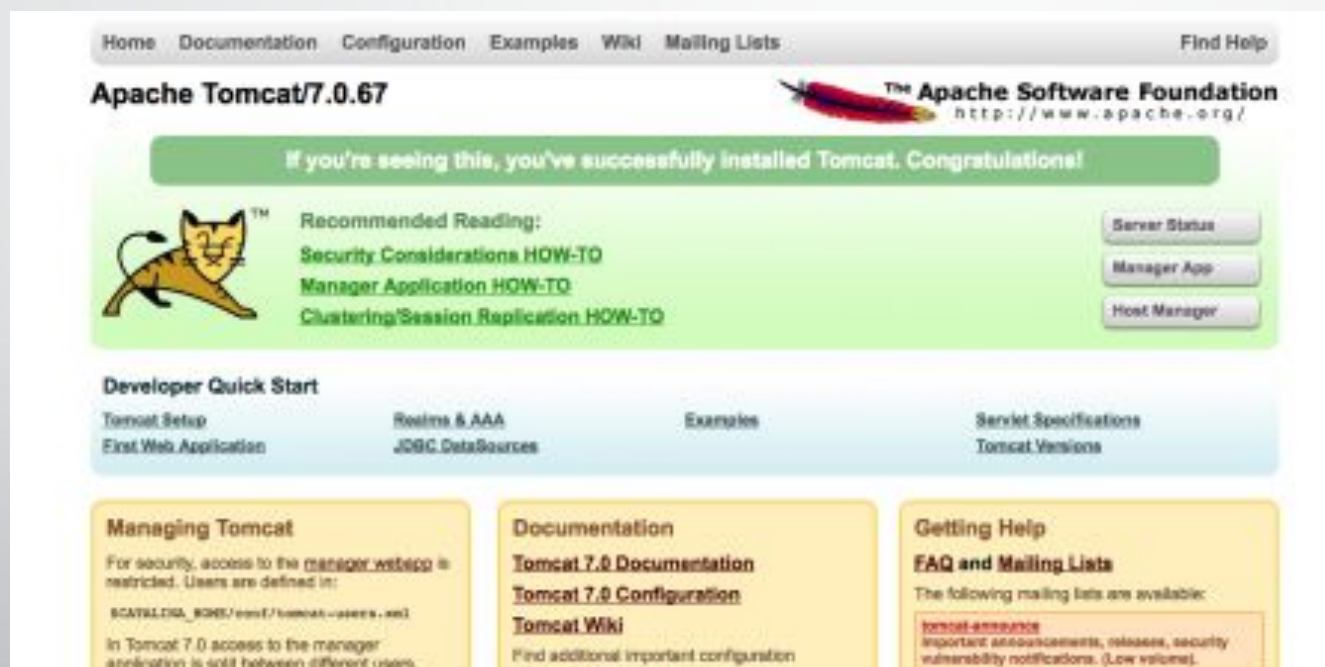 Home Documentation Configuration Examples Wiki Mailing Lists Find Help
Apache Tomcat/7.0.67
The Apache Software Foundation
http://www.apache.org/
If you're seeing this, you've successfully installed Tomcat. Congratulations!
TM
Recommended Reading:
Security Considerations HOW-TO
Manager Application HOW-TO
Clustering/Session Replication HOW-TO
Server Status
Manager App
Host Manager
Developer Quick Start
Tomcat Setup
First Web Application
Realms & AAA
JDBC DataSources
Examples
Servlet Specifications
Tomcat Versions
Managing Tomcat
For security, access to the manager webapp is
restricted. Users are defined in:
$CATALINA_HOME/conf/tomcat-users.xml
In Tomcat 7.0 access to the manager
application is split between different users.
Documentation
Tomcat 7.0 Documentation
Tomcat 7.0 Configuration
Tomcat Wiki
Find additional important configuration
Getting Help
FAQ and Mailing Lists
The following mailing lists are available:
tomcat-announce
Important announcements, releases, security
vulnerability notifications. (Low volume).